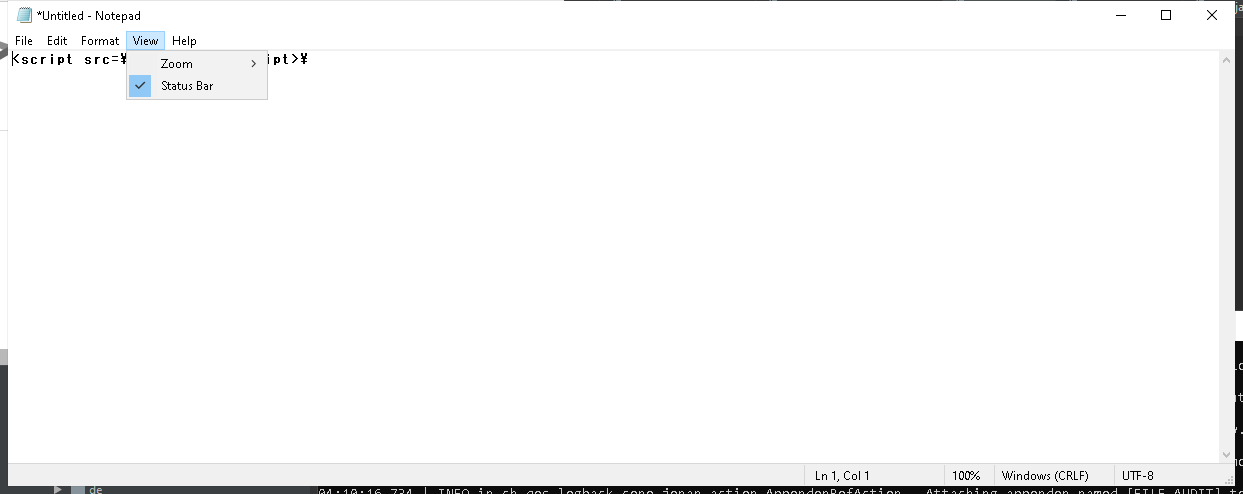 *Untitled - Notepad
File Edit Format View Help
<script src=¥ ipt>¥
Zoom
Status Bar
Ln 1, Col 1 100% Windows (CRLF) UTF-8
de
04:10:16,734 | INFO in ch.qos.logback.core.joran.action.AppenderRefAction - Attaching appender named [FILE_AUDIT] t